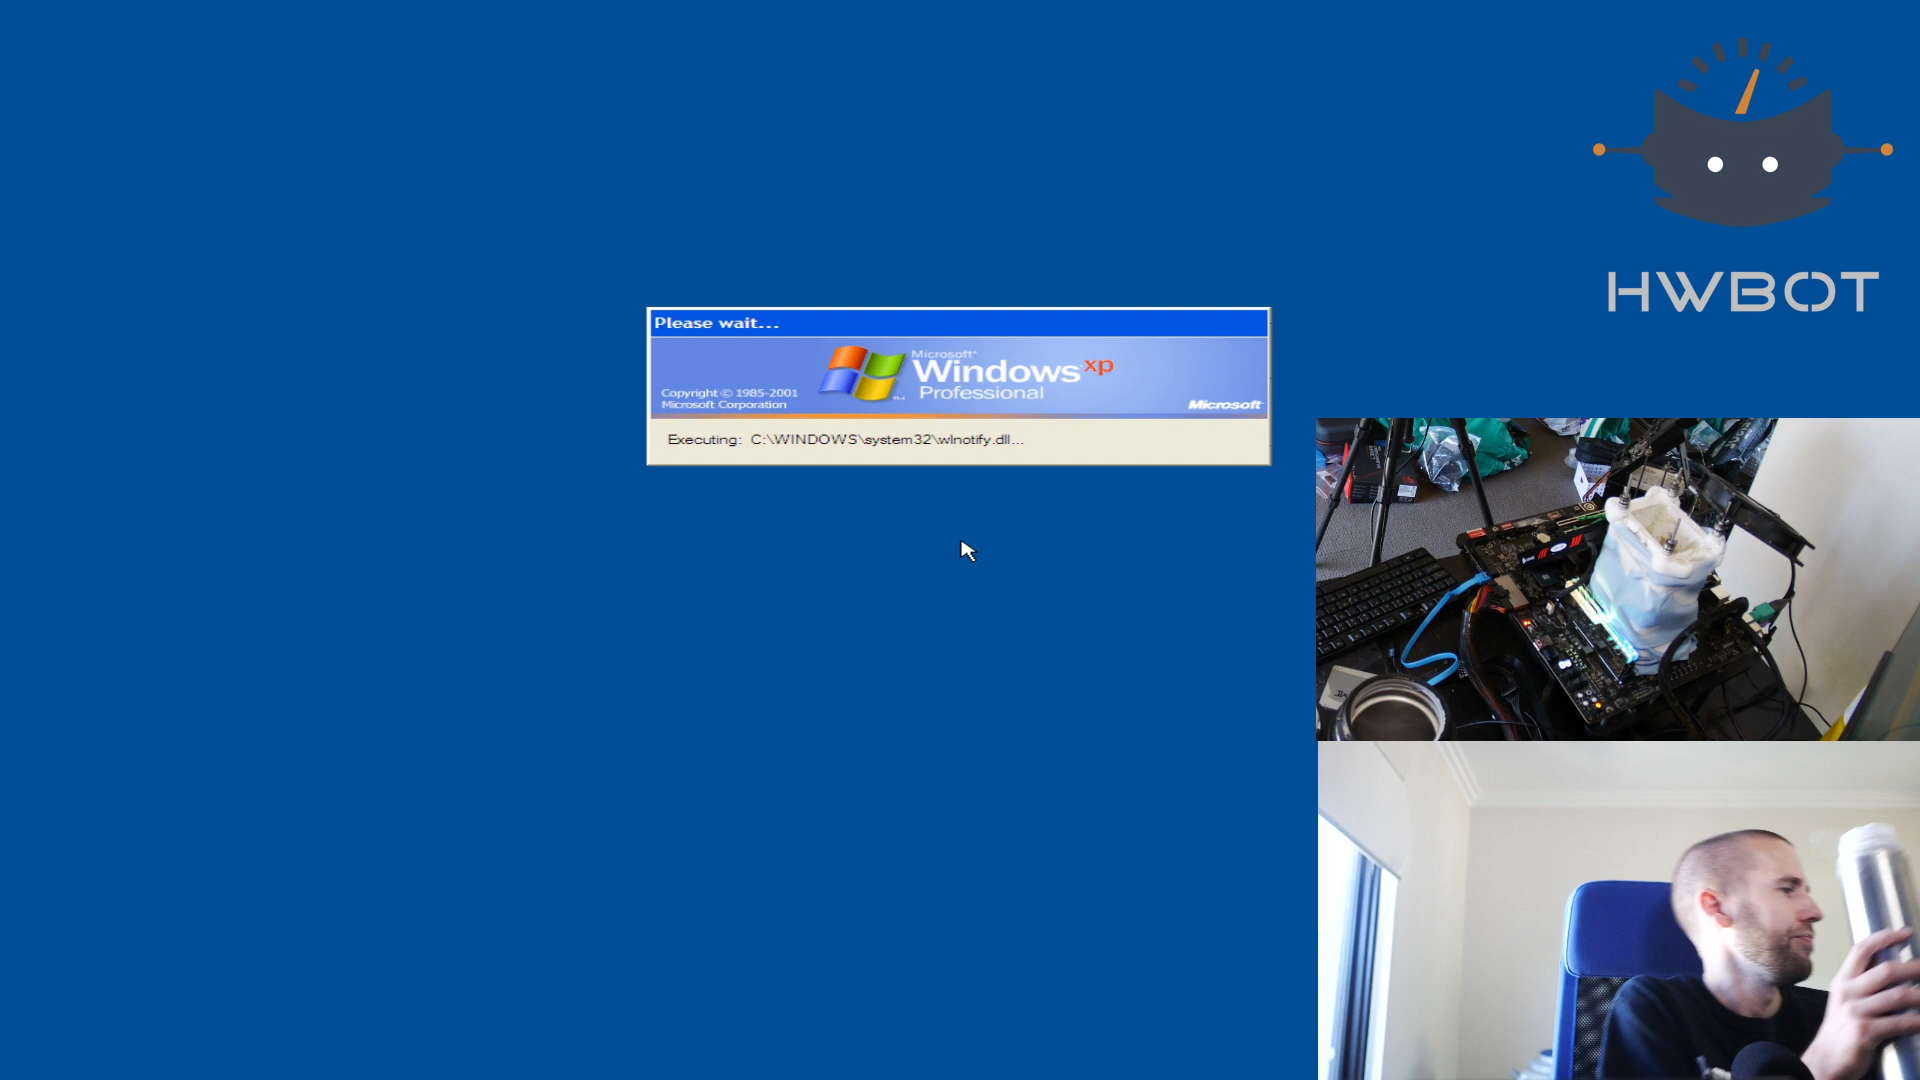 HWBOT
Please wait...
Microsoft®
Windows xp
Professional
Copyright © 1985-2001
Microsoft Corporation
Microsoft
Executing: C:\WINDOWS\system32\wlnotify.dll...